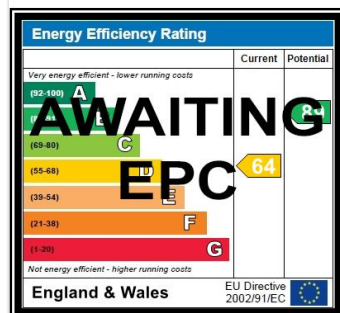 Energy Efficiency Rating
Current Potential
Very energy efficient - lower running costs
(92-100) A
AWAITING
B
89
(69-80) C
(55-68) D
64
EPC
(39-54) E
(21-38) F
(1-20) G
Not energy efficient - higher running costs
England & Wales
EU Directive
2002/91/EC